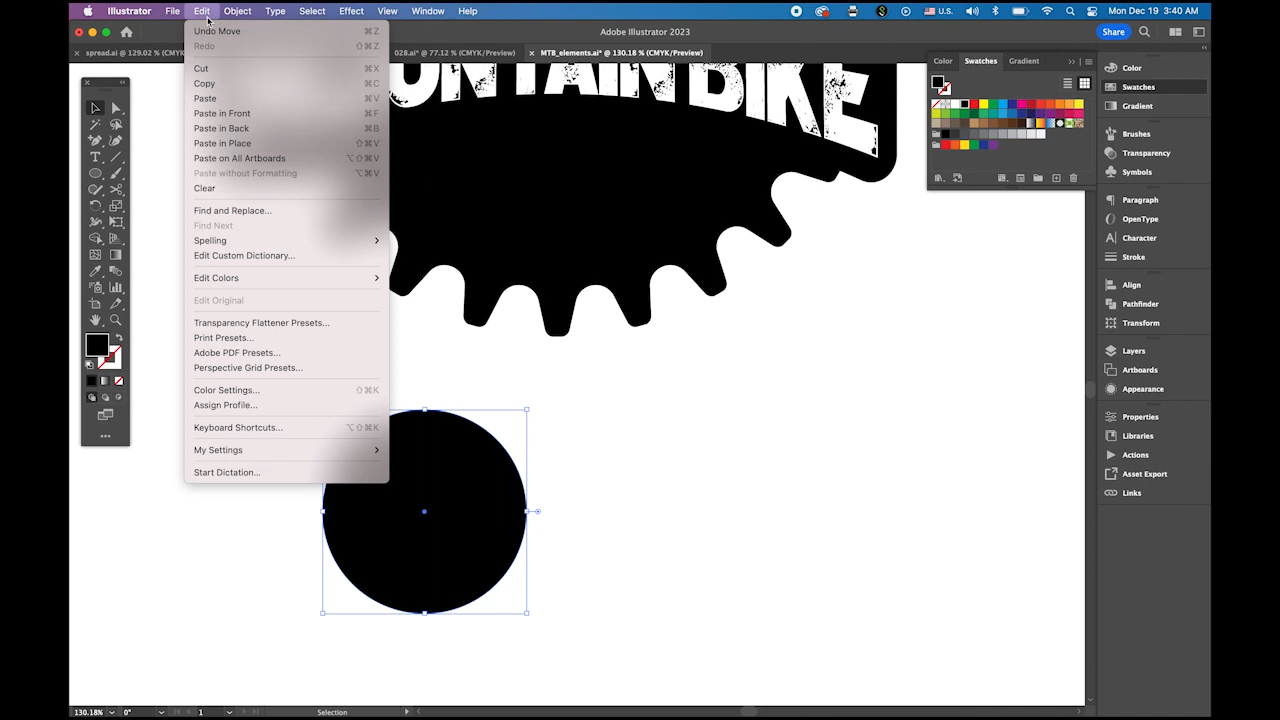 Illustrator File Edit Object Type Select Effect View Window Help U.S. Mon Dec 19 3:40 AM
Adobe Illustrator 2023 Share
spread.ai @ 129.02 % (CMYK 028.ai* @ 77.12 % (CMYK/Preview) MTB_elements.ai* @ 130.18 % (CMYK/Preview)
Undo Move ⌘Z
Redo ⇧⌘Z
Cut ⌘X
Copy ⌘C
Paste ⌘V
Paste in Front ⌘F
Paste in Back ⌘B
Paste in Place ⇧⌘V
Paste on All Artboards ⌥⇧⌘V
Paste without Formatting ⌥⌘V
Clear
Find and Replace...
Find Next
Spelling
Edit Custom Dictionary...
Edit Colors
Edit Original
Transparency Flattener Presets...
Print Presets...
Adobe PDF Presets...
Perspective Grid Presets...
Color Settings... ⇧⌘K
Assign Profile...
Keyboard Shortcuts... ⌥⇧⌘K
My Settings
Start Dictation...
OUNTAIN BIKE
Color Swatches Gradient
Color
Swatches
Gradient
Brushes
Transparency
Symbols
Paragraph
OpenType
Character
Stroke
Align
Pathfinder
Transform
Layers
Artboards
Appearance
Properties
Libraries
Actions
Asset Export
Links
130.18% 0° 1 Selection